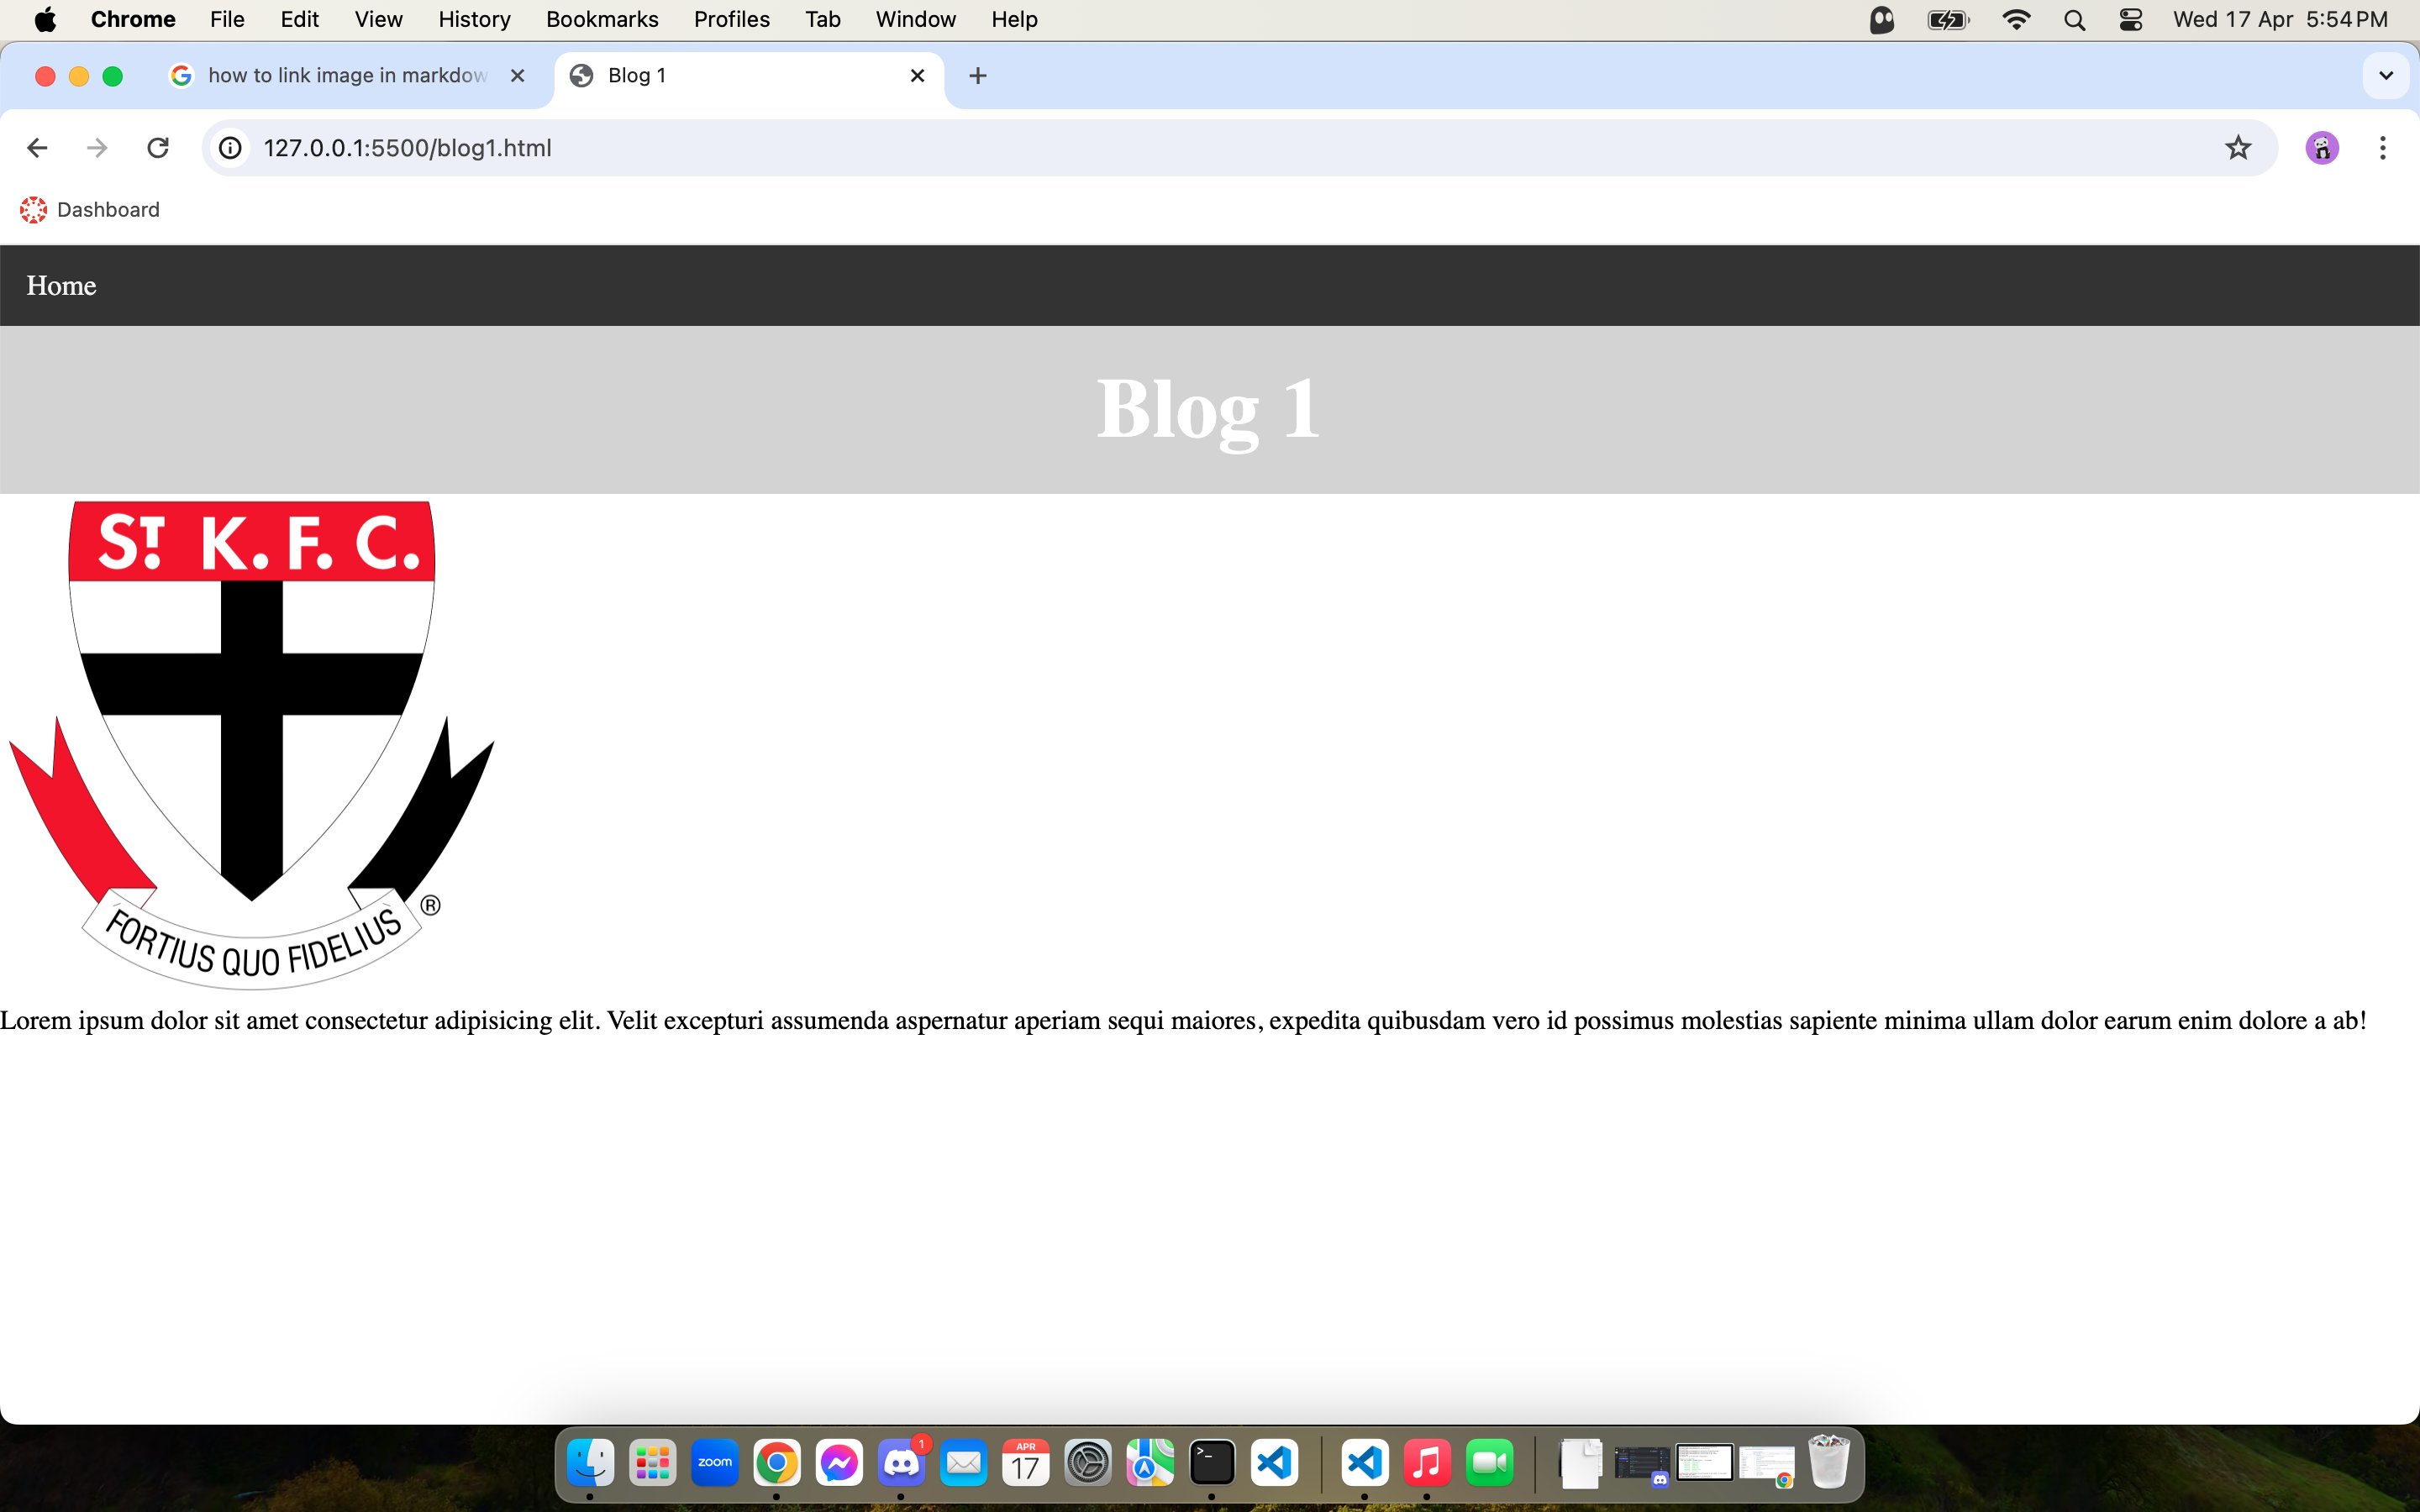 Chrome File Edit View History Bookmarks Profiles Tab Window Help Wed 17 Apr 5:54 PM
how to link image in markdow Blog 1
127.0.0.1:5500/blog1.html
Dashboard
Home
Blog 1
ST K. F. C.
FORTIUS QUO FIDELIUS ®
Lorem ipsum dolor sit amet consectetur adipisicing elit. Velit excepturi assumenda aspernatur aperiam sequi maiores, expedita quibusdam vero id possimus molestias sapiente minima ullam dolor earum enim dolore a ab!
zoom 1 APR 17